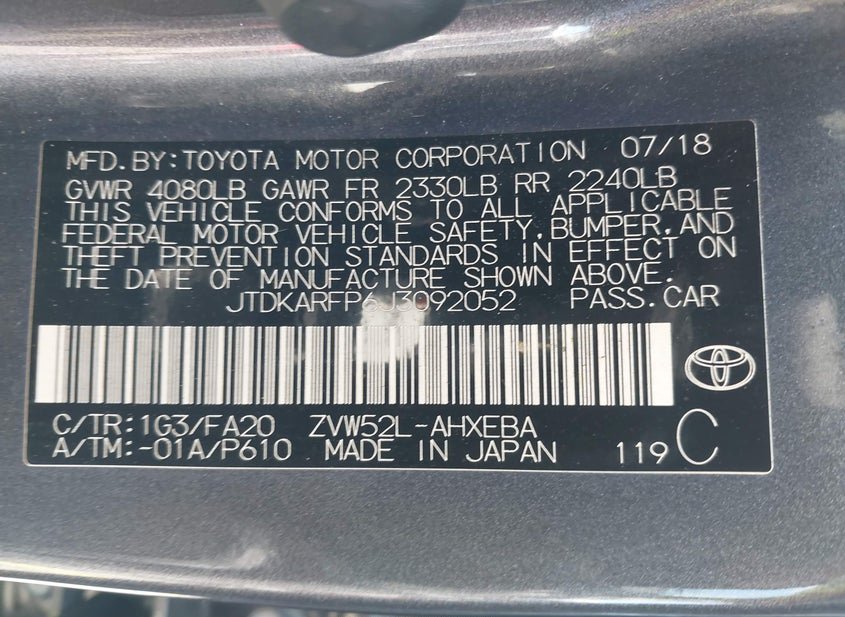 MFD.BY:TOYOTA MOTOR CORPORATION 07/18
GVWR 4080LB GAWR FR 2330LB RR 2240LB
THIS VEHICLE CONFORMS TO ALL APPLICABLE
FEDERAL MOTOR VEHICLE SAFETY,BUMPER,AND
THEFT PREVENTION STANDARDS IN EFFECT ON
THE DATE OF MANUFACTURE SHOWN ABOVE.
JTDKARFP6J3092052 PASS.CAR
C/TR:1G3/FA20 ZVW52L-AHXEBA
A/TM:-01A/P610 MADE IN JAPAN 119 C